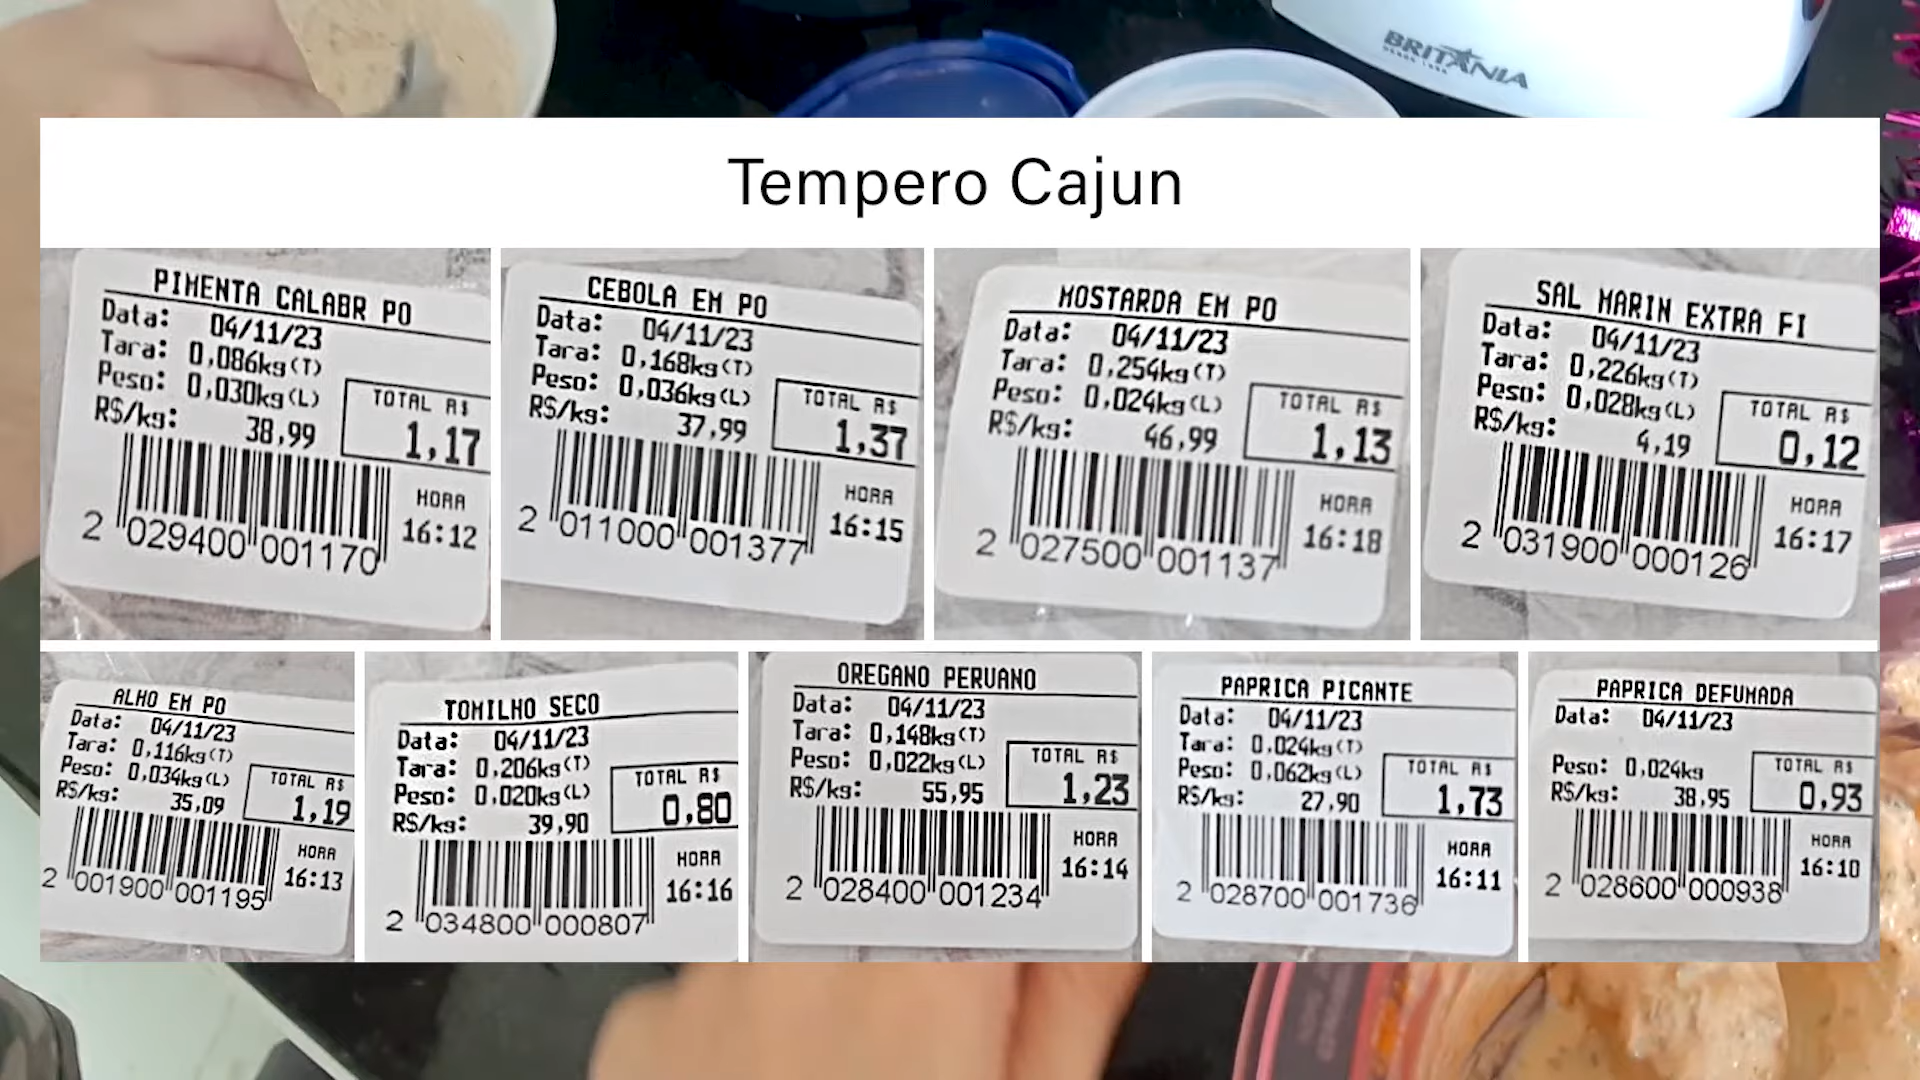 BRITANIA
Tempero Cajun
PIMENTA CALABR PO
Data: 04/11/23
Tara: 0,086kg(T)
Peso: 0,030kg(L)
R$/kg: 38,99
TOTAL R$
1,17
HORA
16:12
2 029400 001170
CEBOLA EM PO
Data: 04/11/23
Tara: 0,168kg(T)
Peso: 0,036kg(L)
R$/kg: 37,99
TOTAL R$
1,37
HORA
16:15
2 011000 001377
MOSTARDA EM PO
Data: 04/11/23
Tara: 0,254kg(T)
Peso: 0,024kg(L)
R$/kg: 46,99
TOTAL R$
1,13
HORA
16:18
2 027500 001137
SAL MARIN EXTRA FI
Data: 04/11/23
Tara: 0,226kg(T)
Peso: 0,028kg(L)
R$/kg: 4,19
TOTAL R$
0,12
HORA
16:17
2 031900 000126
ALHO EM PO
Data: 04/11/23
Tara: 0,116kg(T)
Peso: 0,034kg(L)
R$/kg: 35,09
TOTAL R$
1,19
HORA
16:13
2 001900 001195
TOMILHO SECO
Data: 04/11/23
Tara: 0,206kg(T)
Peso: 0,020kg(L)
R$/kg: 39,90
TOTAL R$
0,80
HORA
16:16
2 034800 000807
OREGANO PERUANO
Data: 04/11/23
Tara: 0,148kg(T)
Peso: 0,022kg(L)
R$/kg: 55,95
TOTAL R$
1,23
HORA
16:14
2 028400 001234
PAPRICA PICANTE
Data: 04/11/23
Tara: 0.024kg(T)
Peso: 0,062kg(L)
R$/kg: 27,90
TOTAL R$
1,73
HORA
16:11
2 028700 001736
PAPRICA DEFUMADA
Data: 04/11/23
Peso: 0,024kg
R$/kg: 38,95
TOTAL R$
0,93
HORA
16:10
2 028600 000938